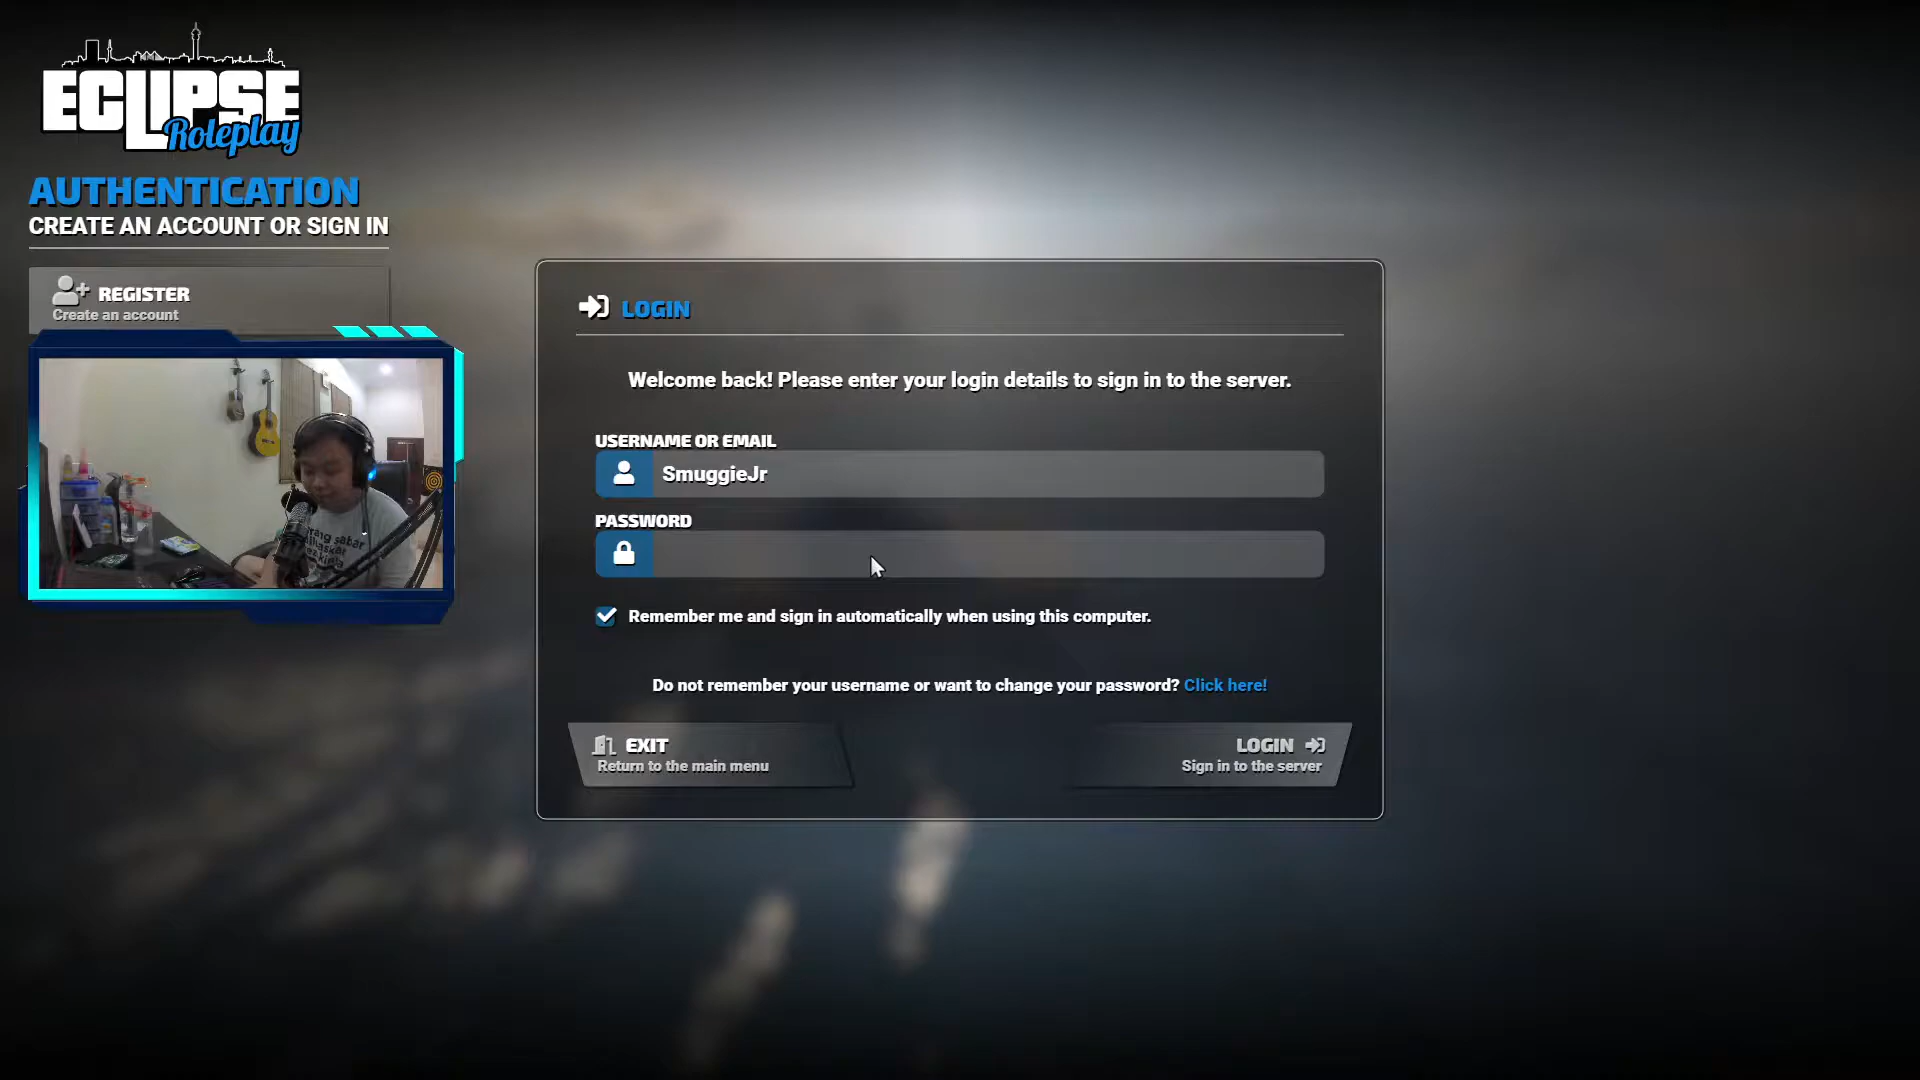 ECLIPSE
Roleplay
AUTHENTICATION
CREATE AN ACCOUNT OR SIGN IN
REGISTER
Create an account
LOGIN
Welcome back! Please enter your login details to sign in to the server.
USERNAME OR EMAIL
SmuggieJr
PASSWORD
Remember me and sign in automatically when using this computer.
Do not remember your username or want to change your password? Click here!
EXIT
Return to the main menu
LOGIN
Sign in to the server